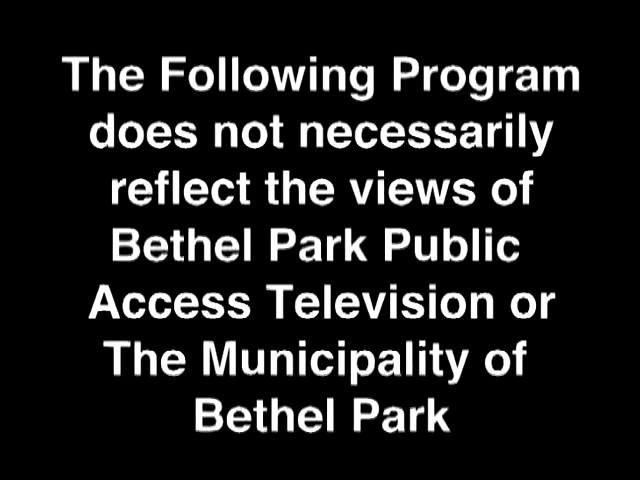 The Following Program
does not necessarily
reflect the views of
Bethel Park Public
Access Television or
The Municipality of
Bethel Park